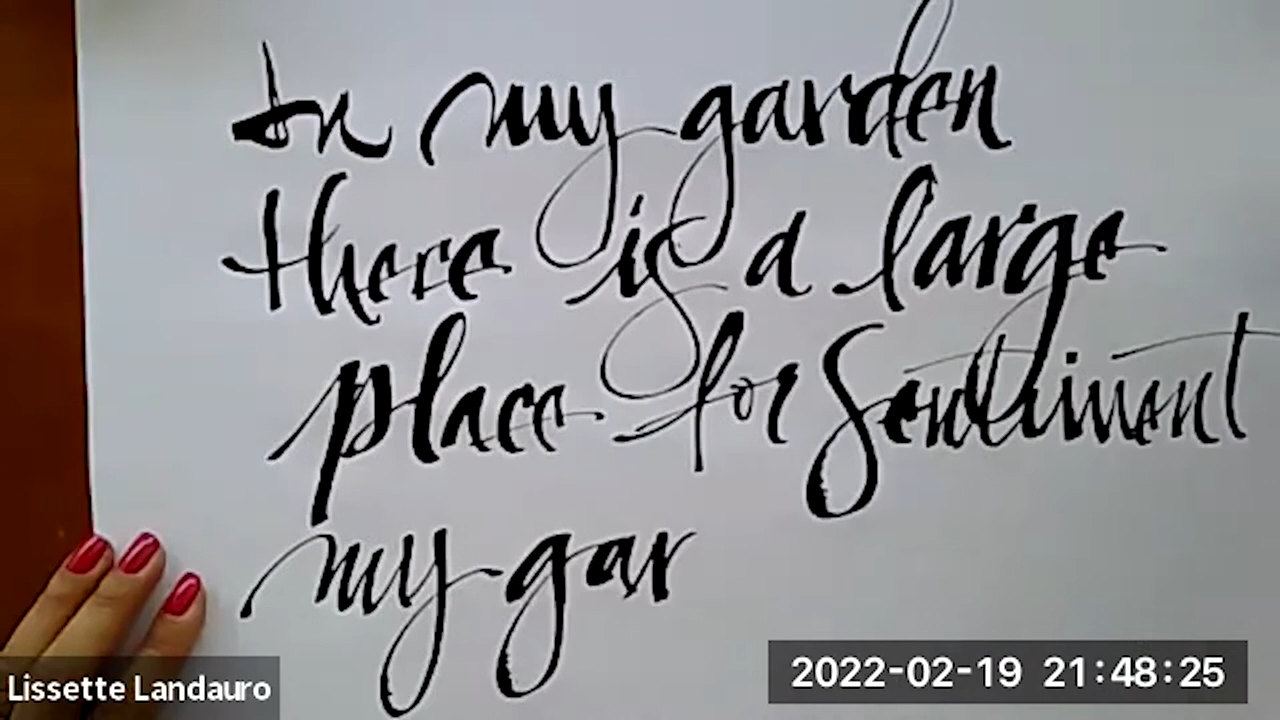 In my garden
there is a large
place for Sentiment
my gar
Lissette Landauro
2022-02-19 21:48:25